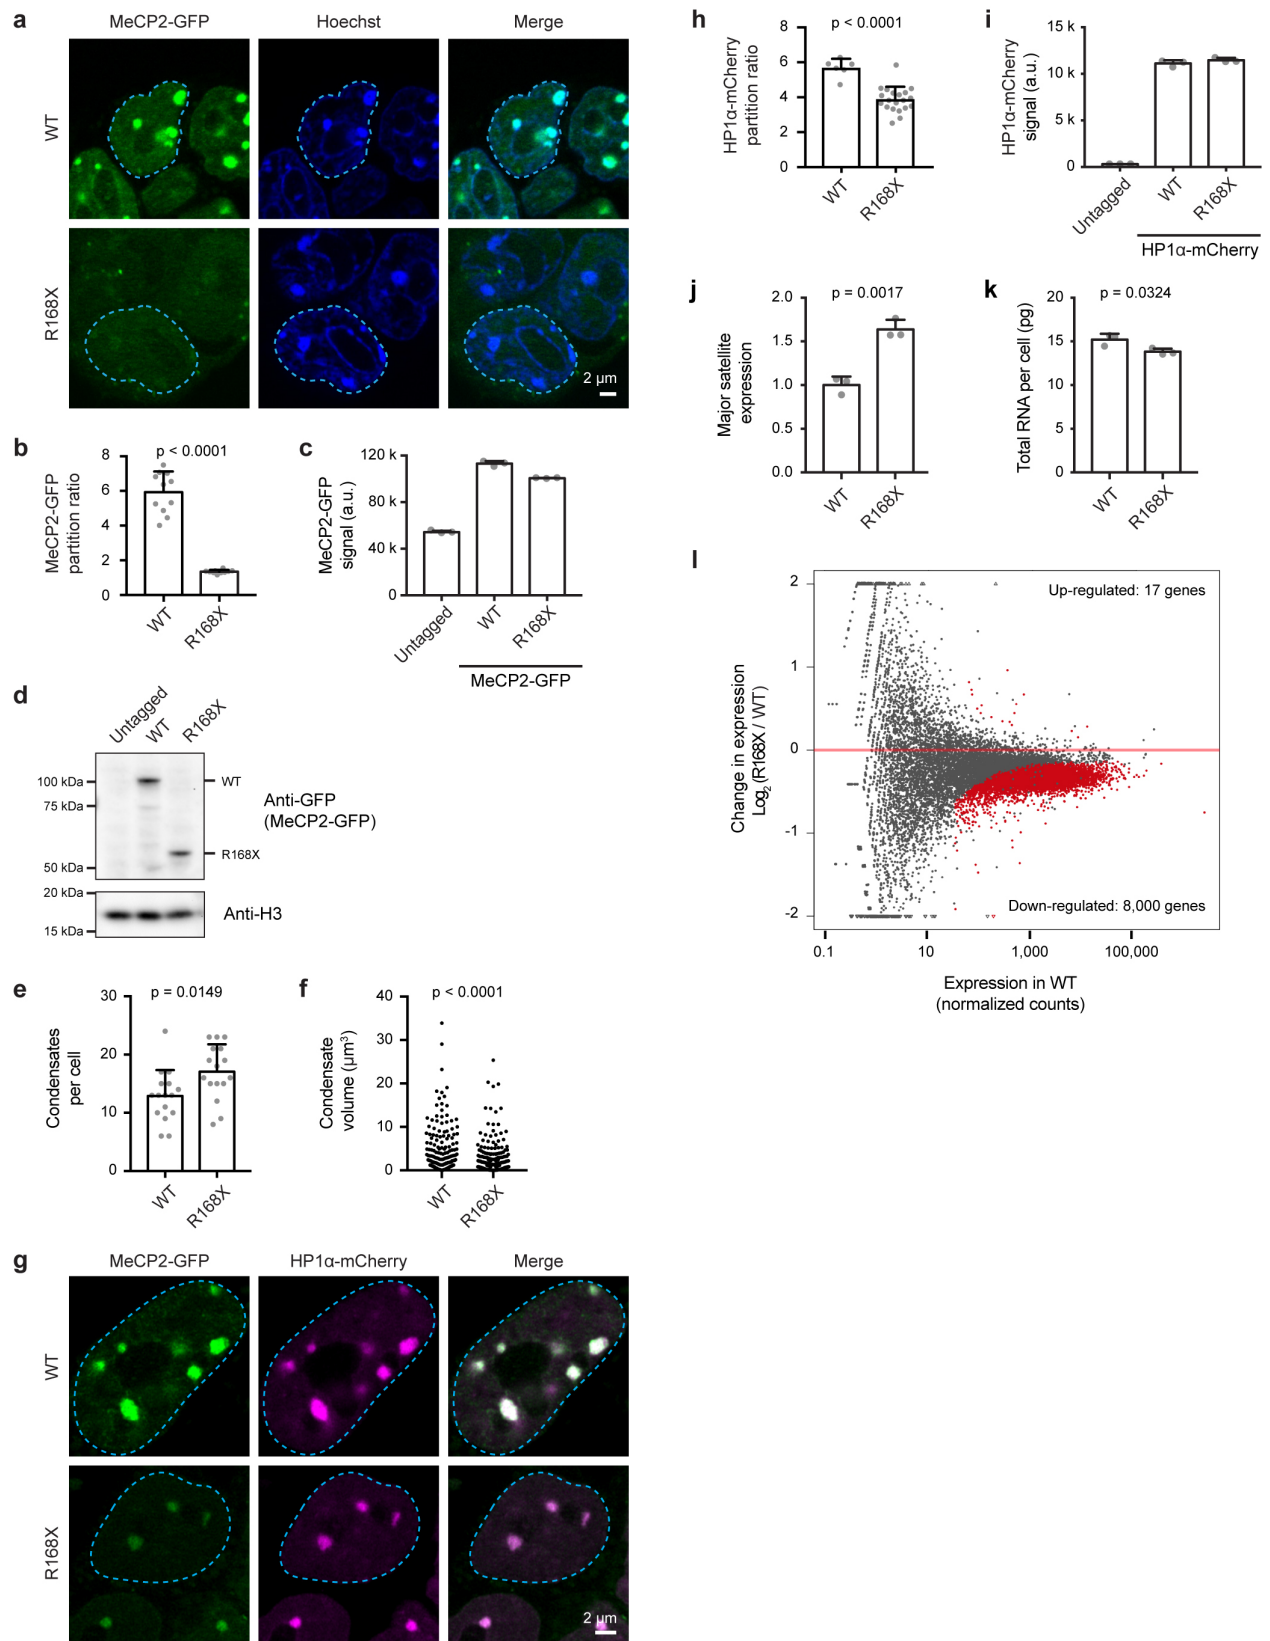 a
MeCP2-GFP
Hoechst
Merge
WT
R168X
2 µm
b
p < 0.0001
MeCP2-GFP
partition ratio
8
6
4
2
0
WT
R168X
c
MeCP2-GFP
signal (a.u.)
120 k
80 k
40 k
0
Untagged
WT
R168X
MeCP2-GFP
d
Untagged
WT
R168X
100 kDa
75 kDa
50 kDa
20 kDa
15 kDa
WT
R168X
Anti-GFP
(MeCP2-GFP)
Anti-H3
e
p = 0.0149
Condensates
per cell
30
20
10
0
WT
R168X
f
p < 0.0001
Condensate
volume (µm³)
40
30
20
10
0
WT
R168X
g
MeCP2-GFP
HP1α-mCherry
Merge
WT
R168X
2 µm
h
p < 0.0001
HP1α-mCherry
partition ratio
8
6
4
2
0
WT
R168X
i
HP1α-mCherry
signal (a.u.)
15 k
10 k
5 k
0
Untagged
WT
R168X
HP1α-mCherry
j
p = 0.0017
Major satellite
expression
2.0
1.5
1.0
0.5
0.0
WT
R168X
k
p = 0.0324
Total RNA per cell (pg)
20
15
10
5
0
WT
R168X
l
Up-regulated: 17 genes
Down-regulated: 8,000 genes
Change in expression
Log₂ (R168X / WT)
2
1
0
-1
-2
0.1
10
1,000
100,000
Expression in WT
(normalized counts)